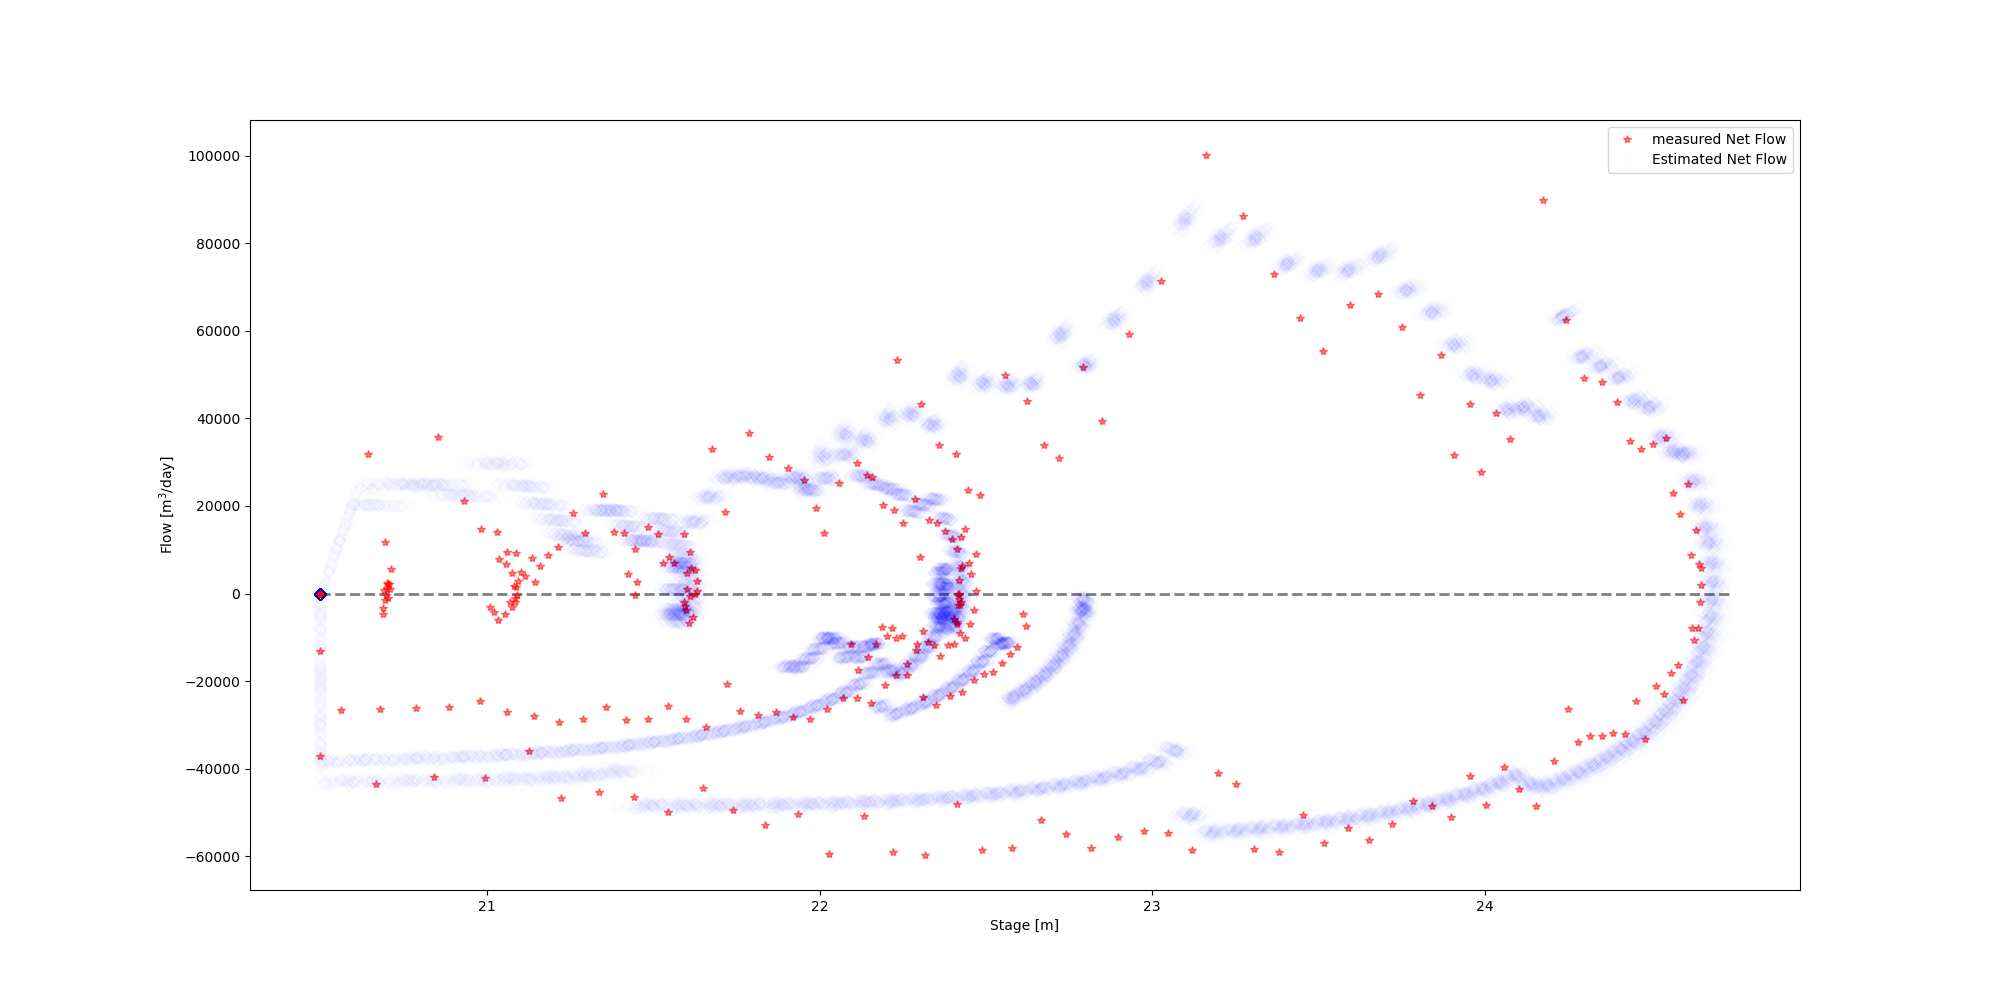 measured Net Flow
Estimated Net Flow
100000
80000
60000
40000
20000
0
−20000
−40000
−60000
Flow [m³/day]
21 22 23 24
Stage [m]